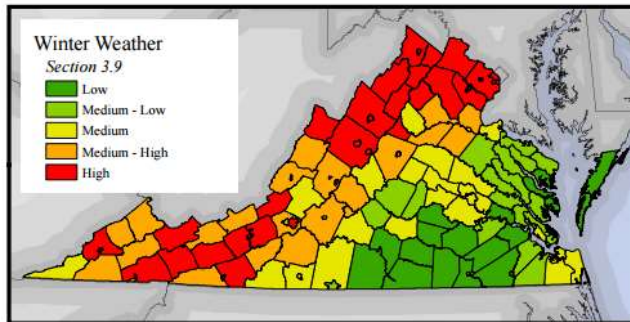 Winter Weather
Section 3.9
Low
Medium - Low
Medium
Medium - High
High